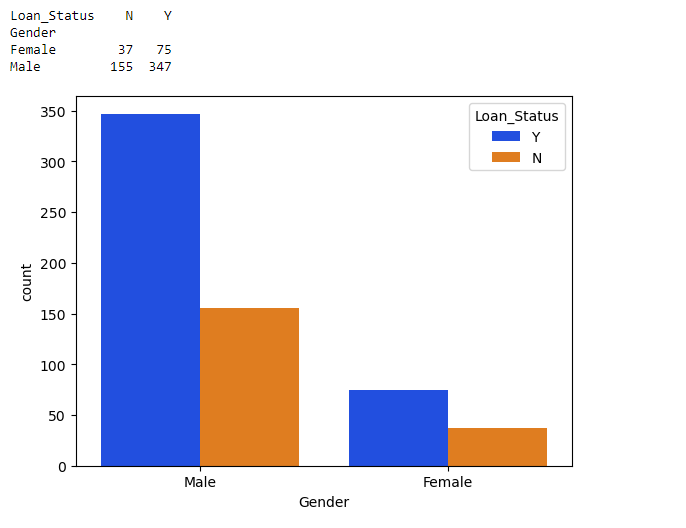 Loan_Status    N    Y
Gender
Female        37   75
Male         155  347
350
300
250
200
150
100
50
0
count
Loan_Status
Y
N
Male Female
Gender